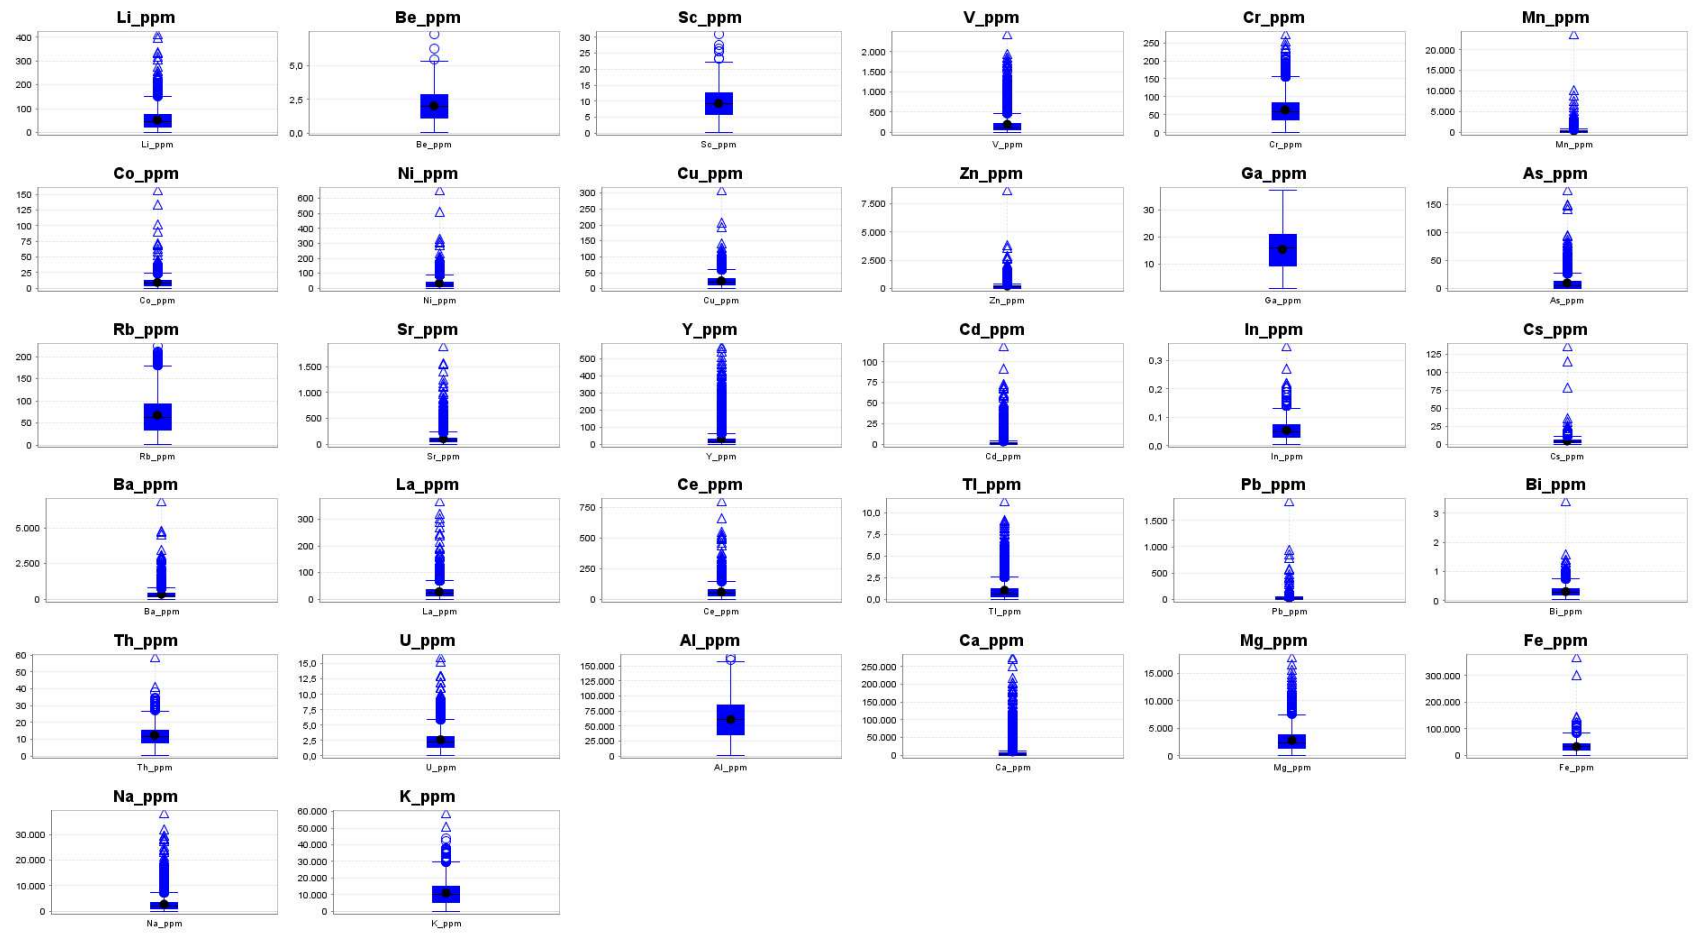 Li_ppm Be_ppm Sc_ppm V_ppm Cr_ppm Mn_ppm
400 300 200 100 0
5,0 2,5 0,0
30 25 20 15 10 5 0
2.000 1.500 1.000 500 0
250 200 150 100 50 0
20.000 15.000 10.000 5.000 0
Li_ppm Be_ppm Sc_ppm V_ppm Cr_ppm Mn_ppm
Co_ppm Ni_ppm Cu_ppm Zn_ppm Ga_ppm As_ppm
150 125 100 75 50 25 0
600 500 400 300 200 100 0
300 250 200 150 100 50 0
7.500 5.000 2.500 0
30 20 10
150 100 50 0
Co_ppm Ni_ppm Cu_ppm Zn_ppm Ga_ppm As_ppm
Rb_ppm Sr_ppm Y_ppm Cd_ppm In_ppm Cs_ppm
200 150 100 50 0
1.500 1.000 500 0
500 400 300 200 100 0
100 75 50 25 0
0,3 0,2 0,1 0,0
125 100 75 50 25 0
Rb_ppm Sr_ppm Y_ppm Cd_ppm In_ppm Cs_ppm
Ba_ppm La_ppm Ce_ppm Tl_ppm Pb_ppm Bi_ppm
5.000 2.500 0
300 200 100 0
750 500 250 0
10,0 7,5 5,0 2,5 0,0
1.500 1.000 500 0
3 2 1 0
Ba_ppm La_ppm Ce_ppm Tl_ppm Pb_ppm Bi_ppm
Th_ppm U_ppm Al_ppm Ca_ppm Mg_ppm Fe_ppm
60 50 40 30 20 10 0
15,0 12,5 10,0 7,5 5,0 2,5 0,0
150.000 125.000 100.000 75.000 50.000 25.000 0
250.000 200.000 150.000 100.000 50.000 0
15.000 10.000 5.000 0
300.000 200.000 100.000 0
Th_ppm U_ppm Al_ppm Ca_ppm Mg_ppm Fe_ppm
Na_ppm K_ppm
30.000 20.000 10.000 0
60.000 50.000 40.000 30.000 20.000 10.000 0
Na_ppm K_ppm